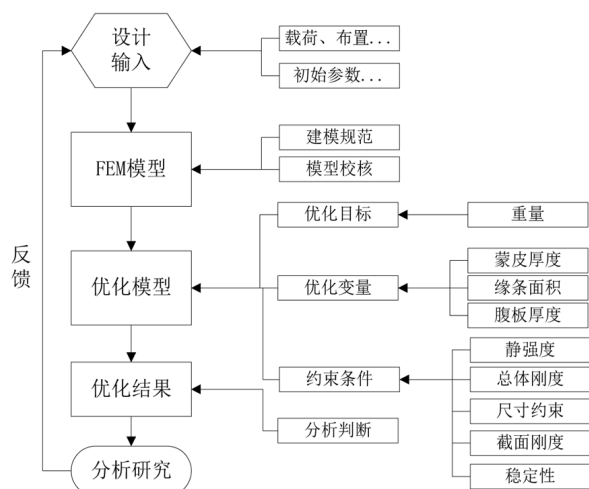 设计
输入
载荷、布置...
初始参数...
FEM模型
建模规范
模型校核
反
馈
优化模型
优化目标
重量
优化变量
蒙皮厚度
缘条面积
腹板厚度
约束条件
静强度
总体刚度
尺寸约束
截面刚度
稳定性
优化结果
分析判断
分析研究